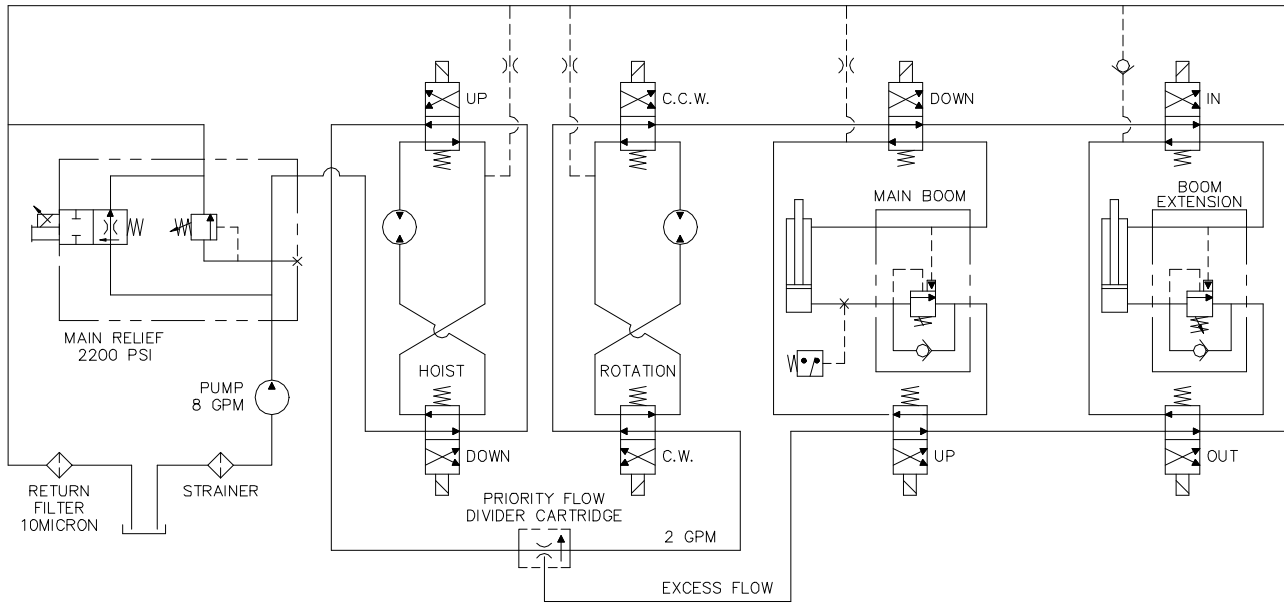 UP
C.C.W.
DOWN
IN
MAIN BOOM
BOOM
EXTENSION
MAIN RELIEF
2200 PSI
HOIST
ROTATION
PUMP
8 GPM
DOWN
C.W.
UP
OUT
RETURN
FILTER
10MICRON
STRAINER
PRIORITY FLOW
DIVIDER CARTRIDGE
2 GPM
EXCESS FLOW